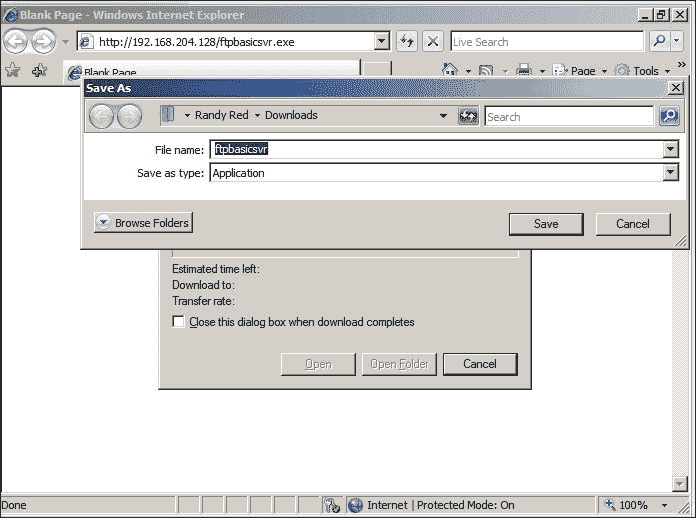 Blank Page - Windows Internet Explorer
http://192.168.204.128/ftpbasicsvr.exe Live Search
Blank Page Page Tools
Save As
Randy Red Downloads Search
File name: ftpbasicsvr
Save as type: Application
Browse Folders Save Cancel
Estimated time left:
Download to:
Transfer rate:
Close this dialog box when download completes
Open Open Folder Cancel
Done Internet | Protected Mode: On 100%